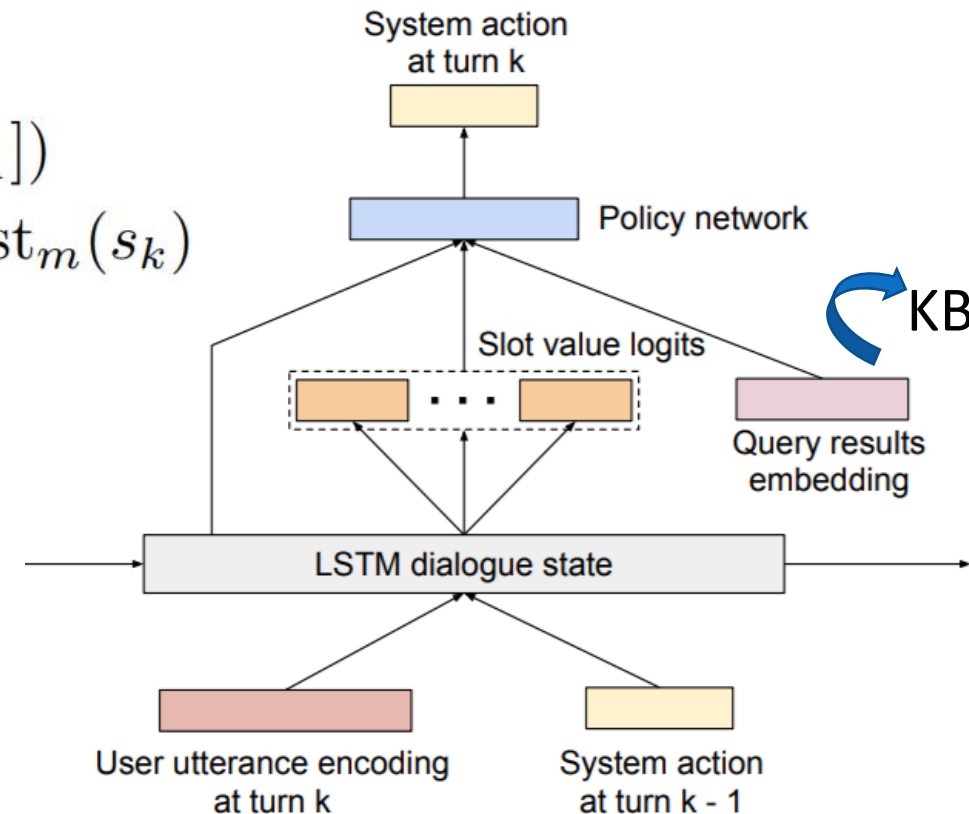 System action
at turn k
])
st_m(s_k)
Policy network
KB
Slot value logits
. . .
Query results
embedding
LSTM dialogue state
User utterance encoding
at turn k
System action
at turn k - 1